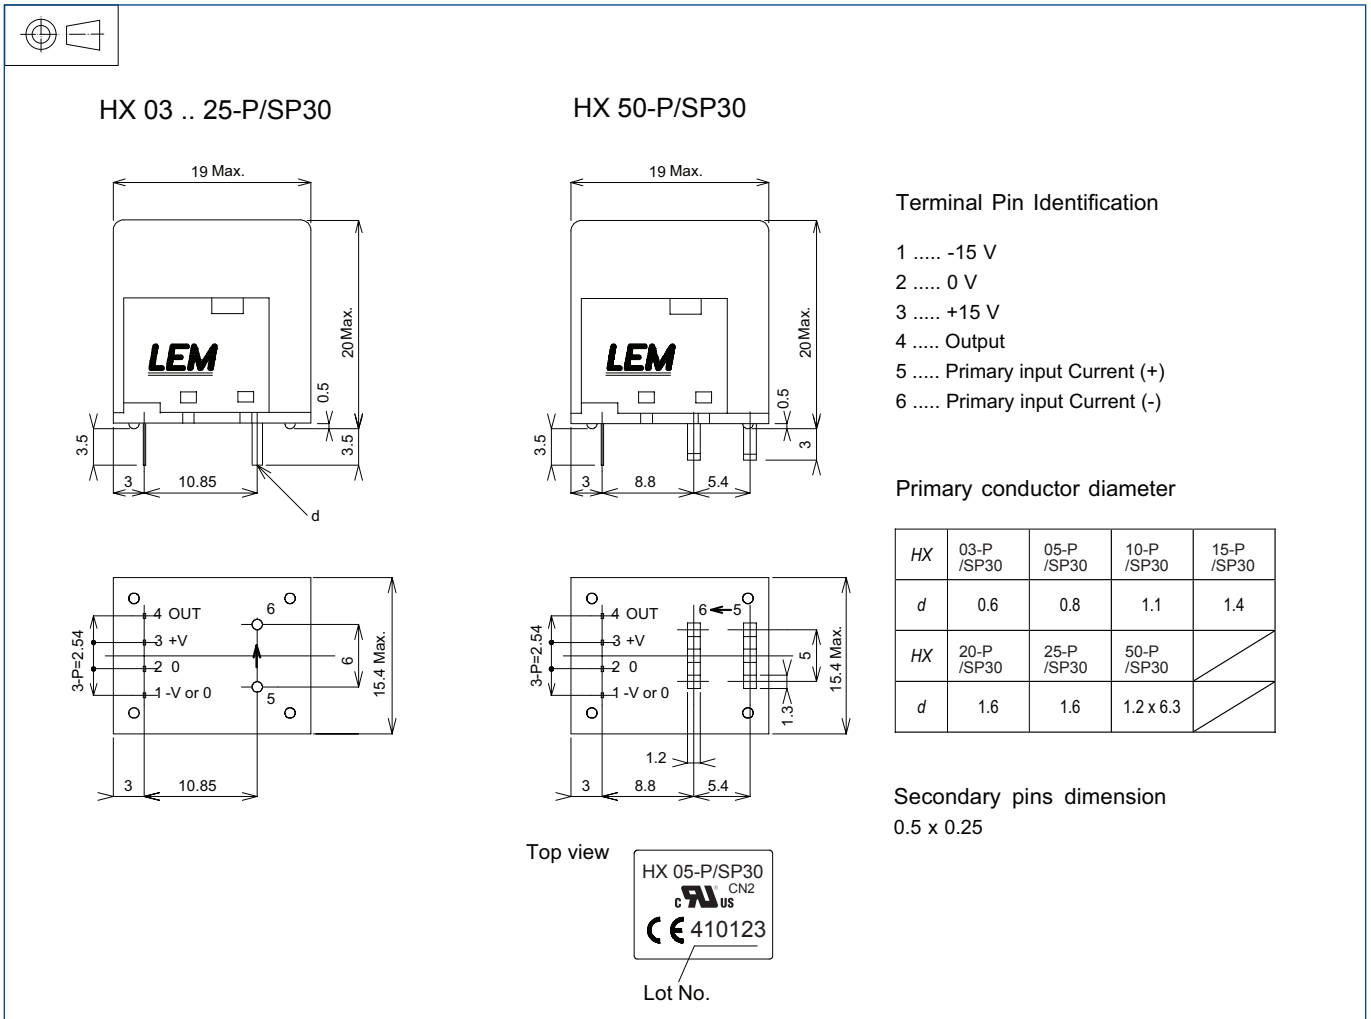 HX 03 .. 25-P/SP30
19 Max.
LEM
20Max.
0.5
3.5
3.5
3
10.85
d
4 OUT
3 +V
2 0
1 -V or 0
3-P=2.54
6
5
6
15.4 Max.
3
10.85
HX 50-P/SP30
19 Max.
LEM
20Max.
0.5
3.5
3
3
8.8
5.4
4 OUT
3 +V
2 0
1 -V or 0
3-P=2.54
6
5
5
15.4 Max.
1.3
1.2
3
8.8
5.4
Top view
HX 05-P/SP30
c RU US CN2
CE 410123
Lot No.
Terminal Pin Identification
1 ..... -15 V
2 ..... 0 V
3 ..... +15 V
4 ..... Output
5 ..... Primary input Current (+)
6 ..... Primary input Current (-)
Primary conductor diameter
HX 03-P /SP30 05-P /SP30 10-P /SP30 15-P /SP30
d 0.6 0.8 1.1 1.4
HX 20-P /SP30 25-P /SP30 50-P /SP30
d 1.6 1.6 1.2 x 6.3
Secondary pins dimension
0.5 x 0.25